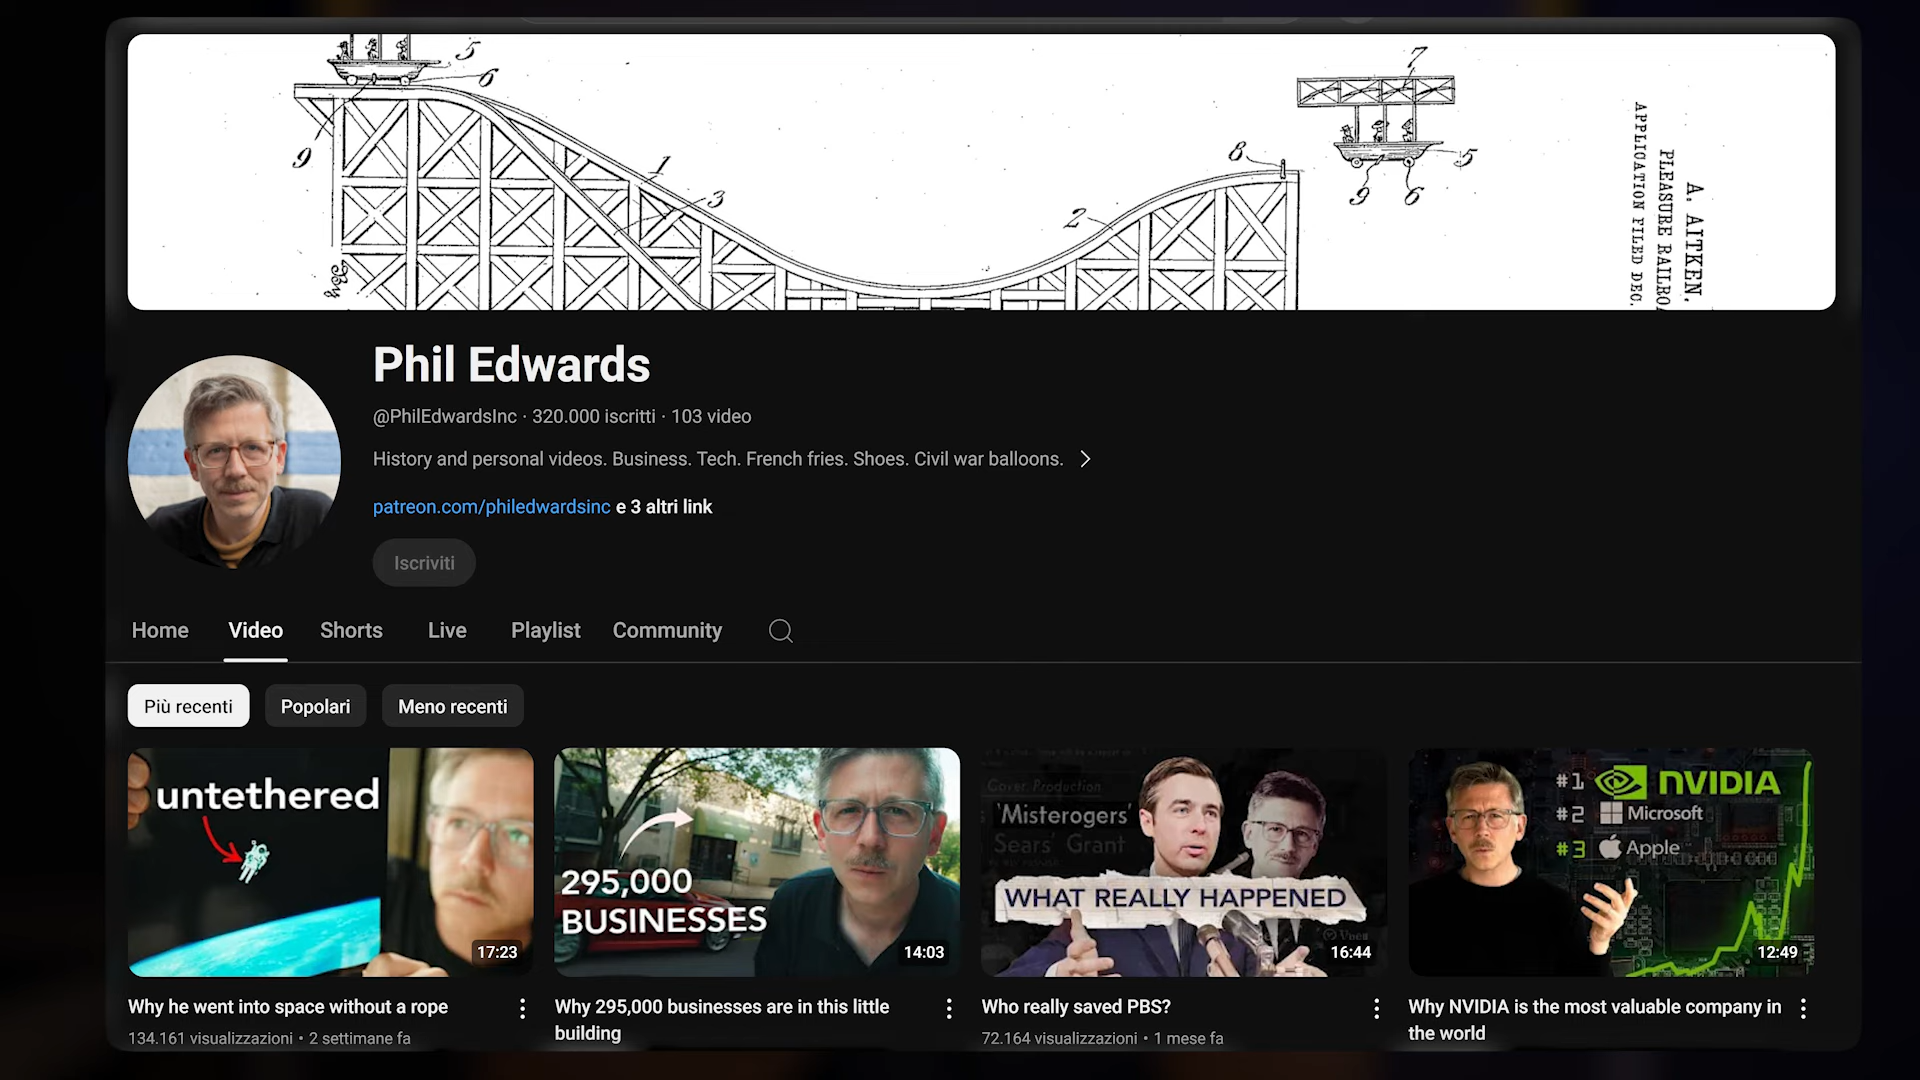 5
6
7
9
1
3
8
5
2
9
6
By
A. AITKEN.
PLEASURE RAILROA
APPLICATION FILED DEC.
Phil Edwards
@PhilEdwardsInc · 320.000 iscritti · 103 video
History and personal videos. Business. Tech. French fries. Shoes. Civil war balloons.
patreon.com/philedwardsinc e 3 altri link
Iscriviti
Home Video Shorts Live Playlist Community
Più recenti Popolari Meno recenti
untethered
17:23
295,000
BUSINESSES
14:03
Cover Production
'Misterogers'
Sears' Grant
WHAT REALLY HAPPENED
16:44
#1 NVIDIA
#2 Microsoft
#3 Apple
12:49
Why he went into space without a rope
134.161 visualizzazioni • 2 settimane fa
Why 295,000 businesses are in this little
building
Who really saved PBS?
72.164 visualizzazioni • 1 mese fa
Why NVIDIA is the most valuable company in
the world